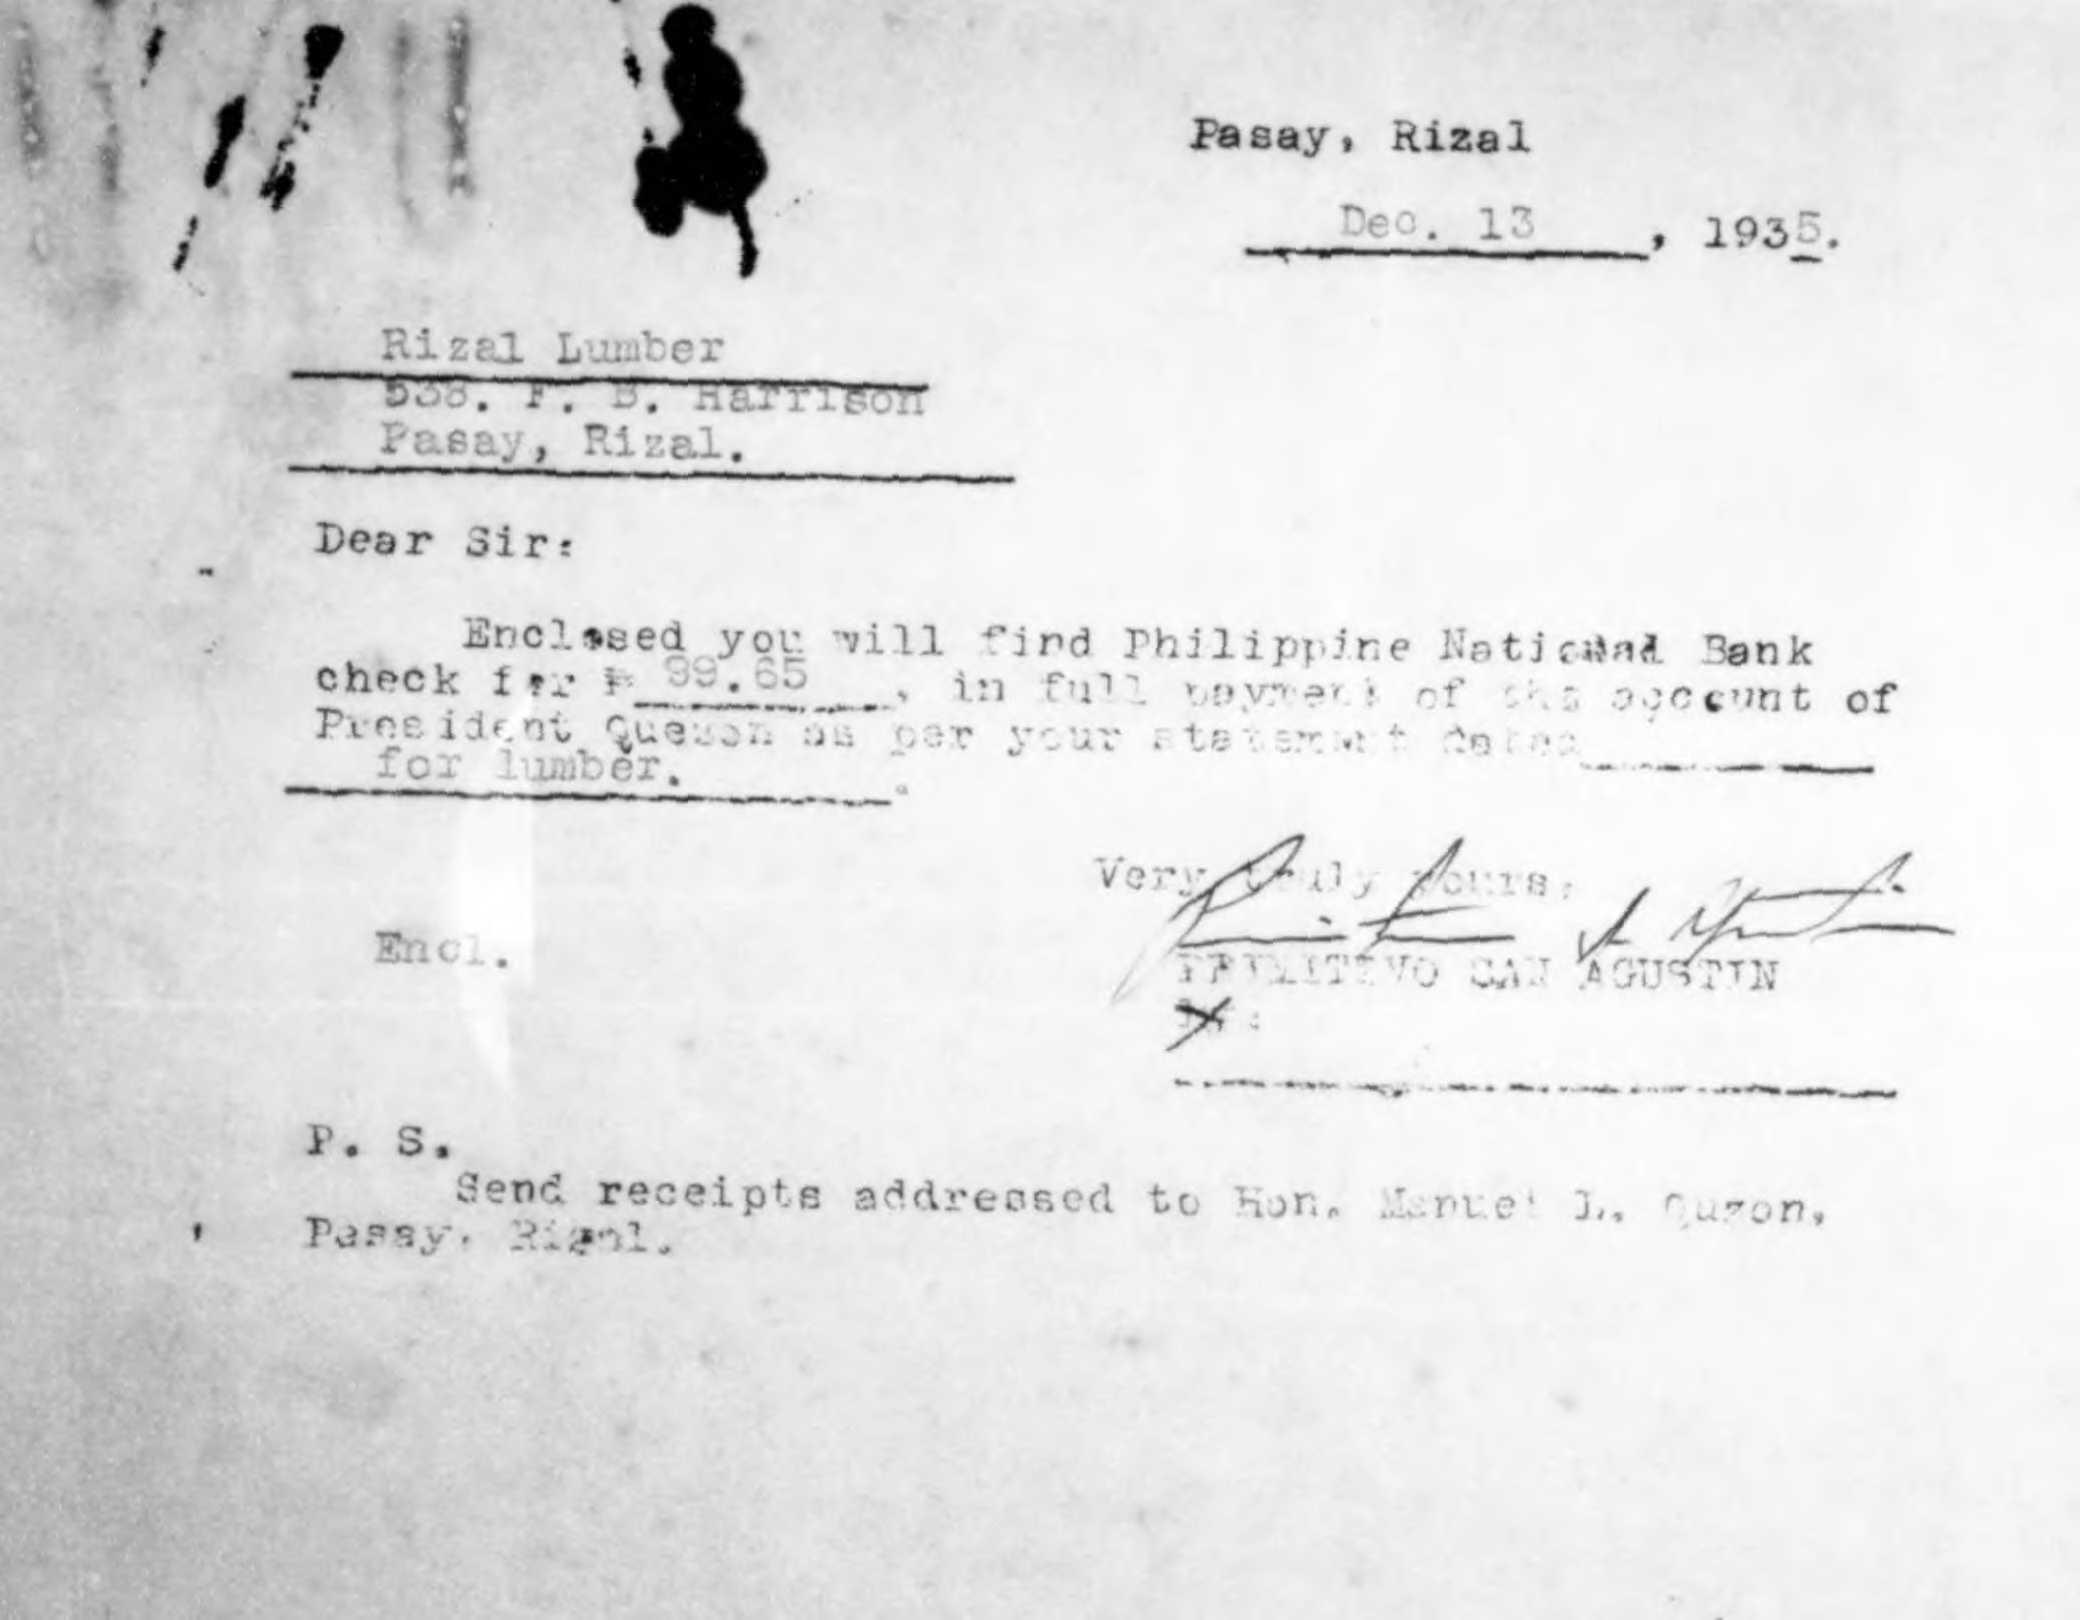 Pasay, Rizal
Dec. 13, 1935.
Rizal Lumber
538. F. B. Harrison
Pasay, Rizal.
Dear Sir:
Enclosed you will find Philippine National Bank
check for ₱ 99.65, in full payment of the account of
President Quezon as per your statement dated
for lumber.
Very truly yours,
Encl.
PRIMITIVO SAN AGUSTIN
P. S.
Send receipts addressed to Hon. Manuel L. Quzon,
Pasay, Rizal.